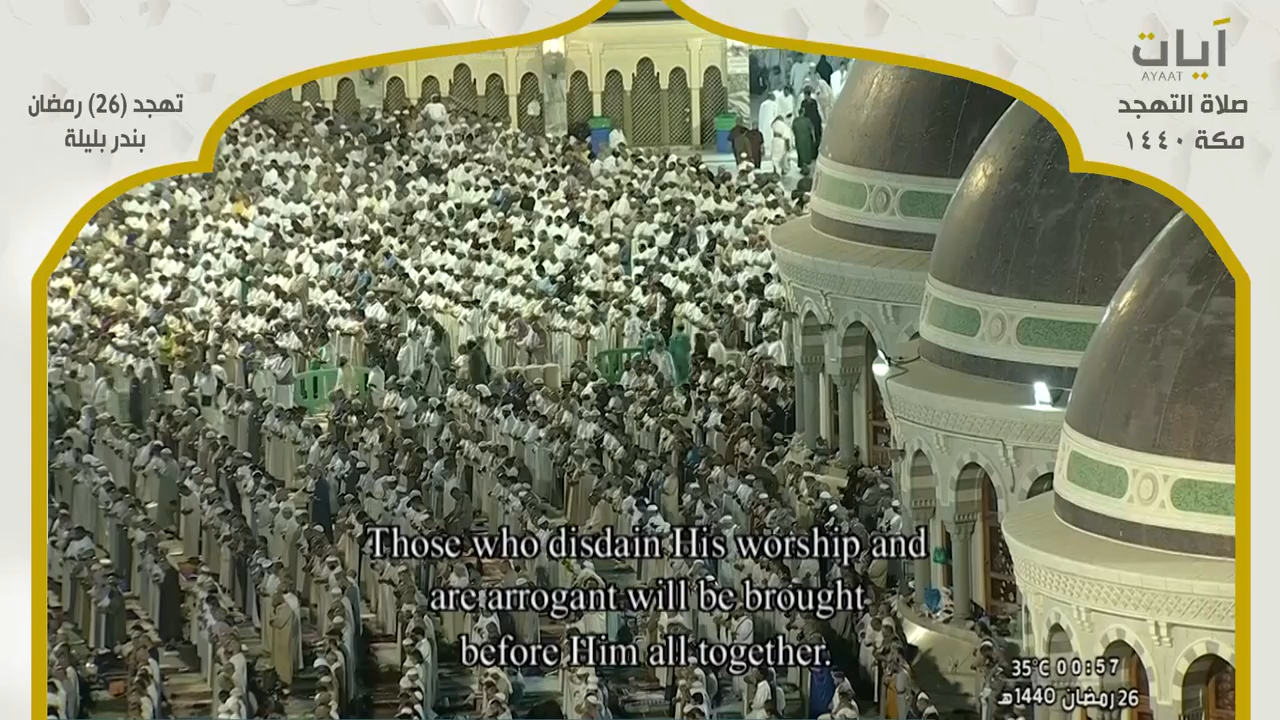 آيات
AYAAT
صلاة التهجد
مكة ١٤٤٠
تهجد (26) رمضان
بندر بليلة
Those who disdain His worship and
are arrogant will be brought
before Him all together.
35°C 00:57
26 رمضان 1440هـ